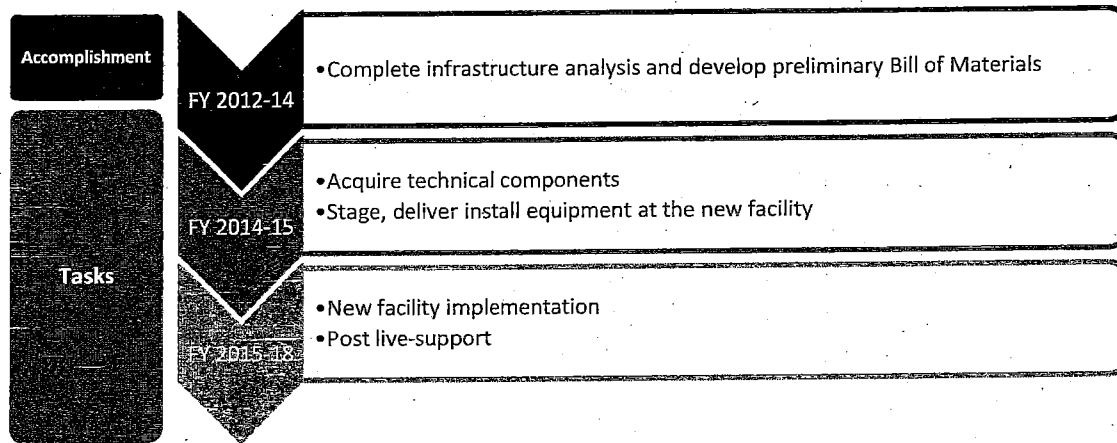 Accomplishment
FY 2012-14
•Complete infrastructure analysis and develop preliminary Bill of Materials
Tasks
FY 2014-15
•Acquire technical components
•Stage, deliver install equipment at the new facility
FY 2015-18
•New facility implementation
•Post live-support